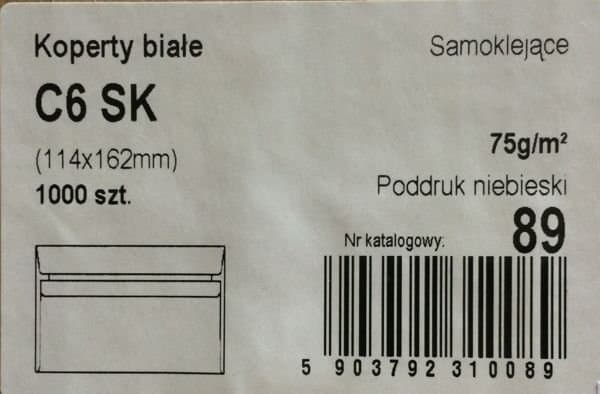 Koperty białe
Samoklejące
C6 SK
(114x162mm)
1000 szt.
75g/m²
Poddruk niebieski
Nr katalogowy: 89
5 903792 310089